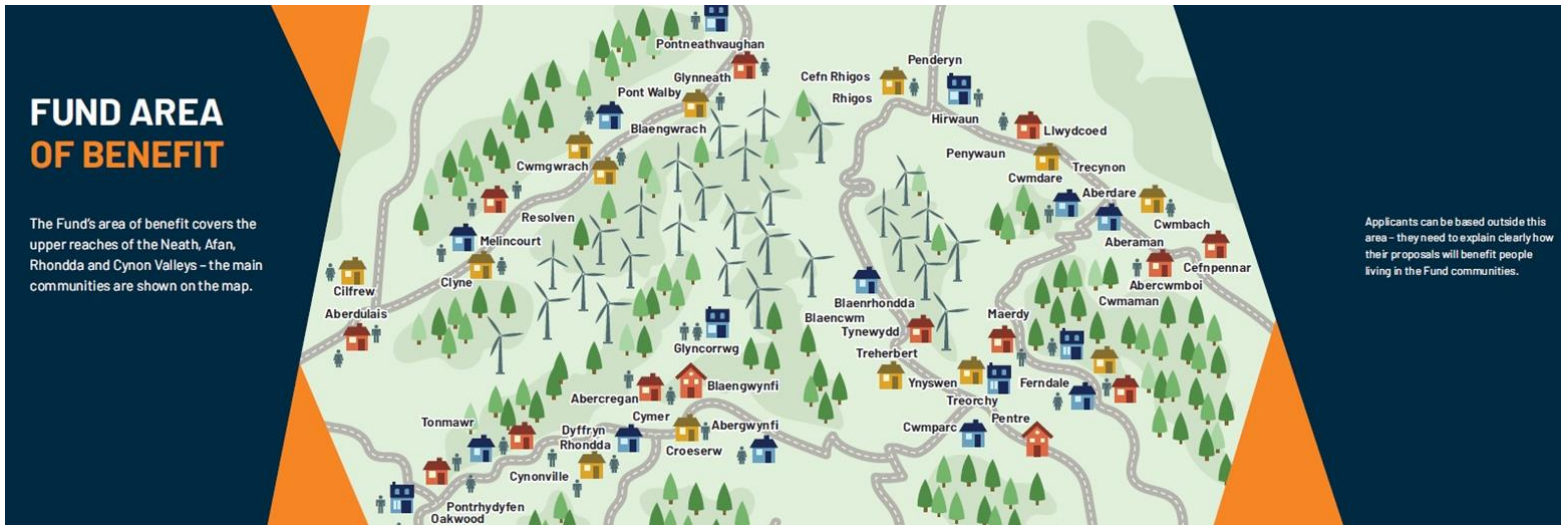 FUND AREA
OF BENEFIT
The Fund's area of benefit covers the
upper reaches of the Neath, Afan,
Rhondda and Cynon Valleys – the main
communities are shown on the map.
Pontneathvaughan
Glynneath
Pont Walby
Blaengwrach
Cwmgwrach
Resolven
Melincourt
Clyne
Cilfrew
Aberdulais
Penderyn
Cefn Rhigos
Rhigos
Hirwaun
Llwydcoed
Penywaun
Trecynon
Cwmdare
Aberdare
Cwmbach
Aberaman
Cefnpennar
Abercwmboi
Cwmaman
Blaenrhondda
Blaencwm
Tynewydd
Maerdy
Treherbert
Ynyswen
Ferndale
Treorchy
Pentre
Cwmparc
Glyncorrwg
Blaengwynfi
Abercregan
Cymer
Abergwynfi
Croeserw
Tonmawr
Dyffryn
Rhondda
Cynonville
Pontrhydyfen
Oakwood
Applicants can be based outside this
area – they need to explain clearly how
their proposals will benefit people
living in the Fund communities.